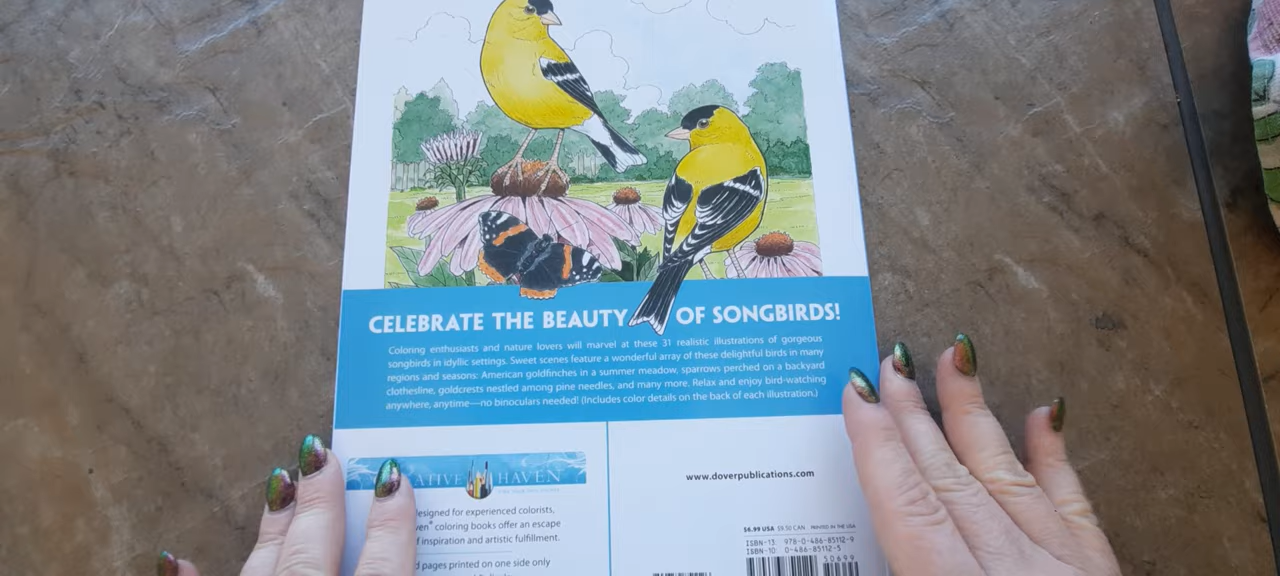 CELEBRATE THE BEAUTY OF SONGBIRDS!
Coloring enthusiasts and nature lovers will marvel at these 31 realistic illustrations of gorgeous
songbirds in idyllic settings. Sweet scenes feature a wonderful array of these delightful birds in many
regions and seasons: American goldfinches in a summer meadow, sparrows perched on a backyard
clothesline, goldcrests nestled among pine needles, and many more. Relax and enjoy bird-watching
anywhere, anytime—no binoculars needed! (Includes color details on the back of each illustration.)
ATIVE HAVEN
esigned for experienced colorists,
ven® coloring books offer an escape
f inspiration and artistic fulfillment.
d pages printed on one side only
www.doverpublications.com
$6.99 USA $9.50 CAN PRINTED IN THE USA
ISBN-13: 978-0-486-85112-9
ISBN-10: 0-486-85112-5
50699